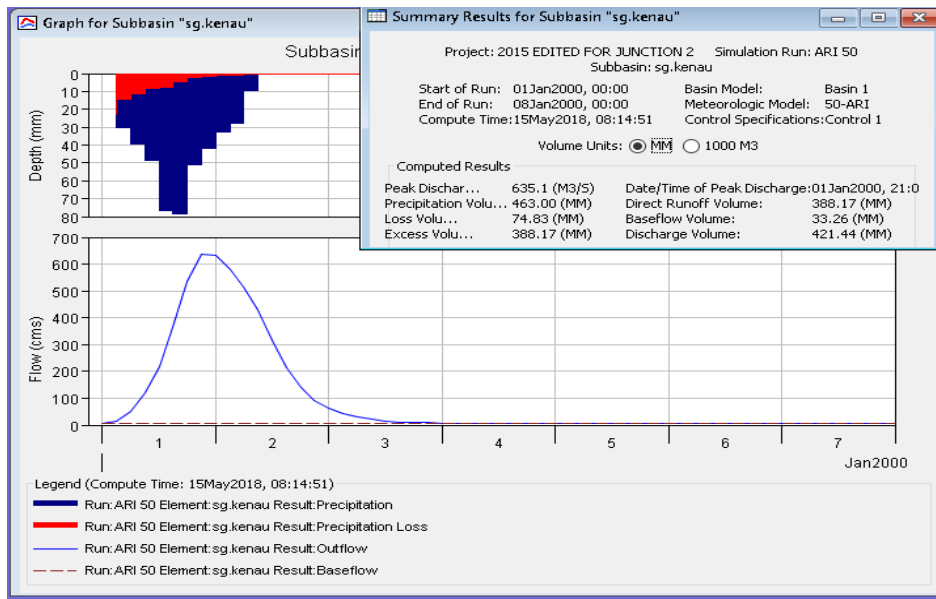 Graph for Subbasin "sg.kenau"
Subbasin
0
10
20
30
40
50
60
70
80
Depth (mm)
700
600
500
400
300
200
100
0
Flow (cms)
1 2 3 4 5 6 7
Jan2000
Legend (Compute Time: 15May2018, 08:14:51)
Run:ARI 50 Element:sg.kenau Result:Precipitation
Run:ARI 50 Element:sg.kenau Result:Precipitation Loss
Run:ARI 50 Element:sg.kenau Result:Outflow
Run:ARI 50 Element:sg.kenau Result:Baseflow
Summary Results for Subbasin "sg.kenau"
Project: 2015 EDITED FOR JUNCTION 2 Simulation Run: ARI 50
Subbasin: sg.kenau
Start of Run: 01Jan2000, 00:00 Basin Model: Basin 1
End of Run: 08Jan2000, 00:00 Meteorologic Model: 50-ARI
Compute Time:15May2018, 08:14:51 Control Specifications:Control 1
Volume Units: MM 1000 M3
Computed Results
Peak Dischar... 635.1 (M3/S) Date/Time of Peak Discharge:01Jan2000, 21:0
Precipitation Volu... 463.00 (MM) Direct Runoff Volume: 388.17 (MM)
Loss Volu... 74.83 (MM) Baseflow Volume: 33.26 (MM)
Excess Volu... 388.17 (MM) Discharge Volume: 421.44 (MM)